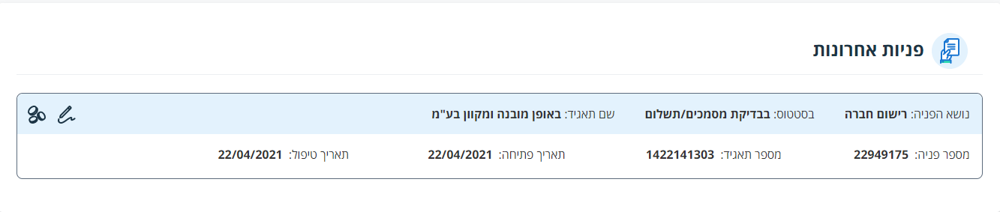 פניות אחרונות
נושא הפניה: רישום חברה בסטטוס: בבדיקת מסמכים/תשלום שם תאגיד: באופן מובנה ומקוון בע"מ
מספר פניה: 22949175 מספר תאגיד: 1422141303 תאריך פתיחה: 22/04/2021 תאריך טיפול: 22/04/2021